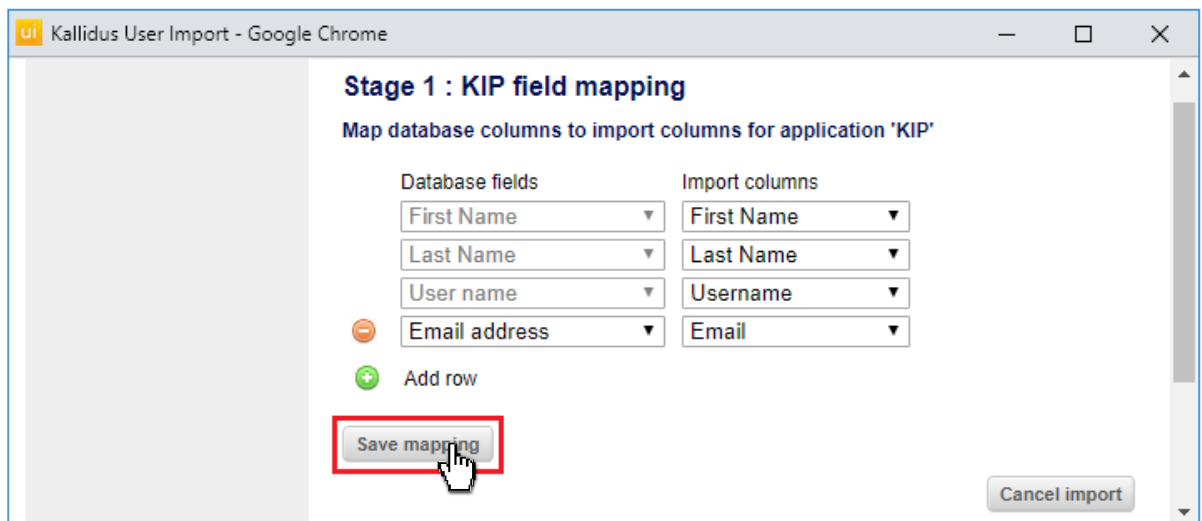 ui Kallidus User Import - Google Chrome
Stage 1 : KIP field mapping
Map database columns to import columns for application 'KIP'
Database fields Import columns
First Name First Name
Last Name Last Name
User name Username
Email address Email
Add row
Save mapping
Cancel import